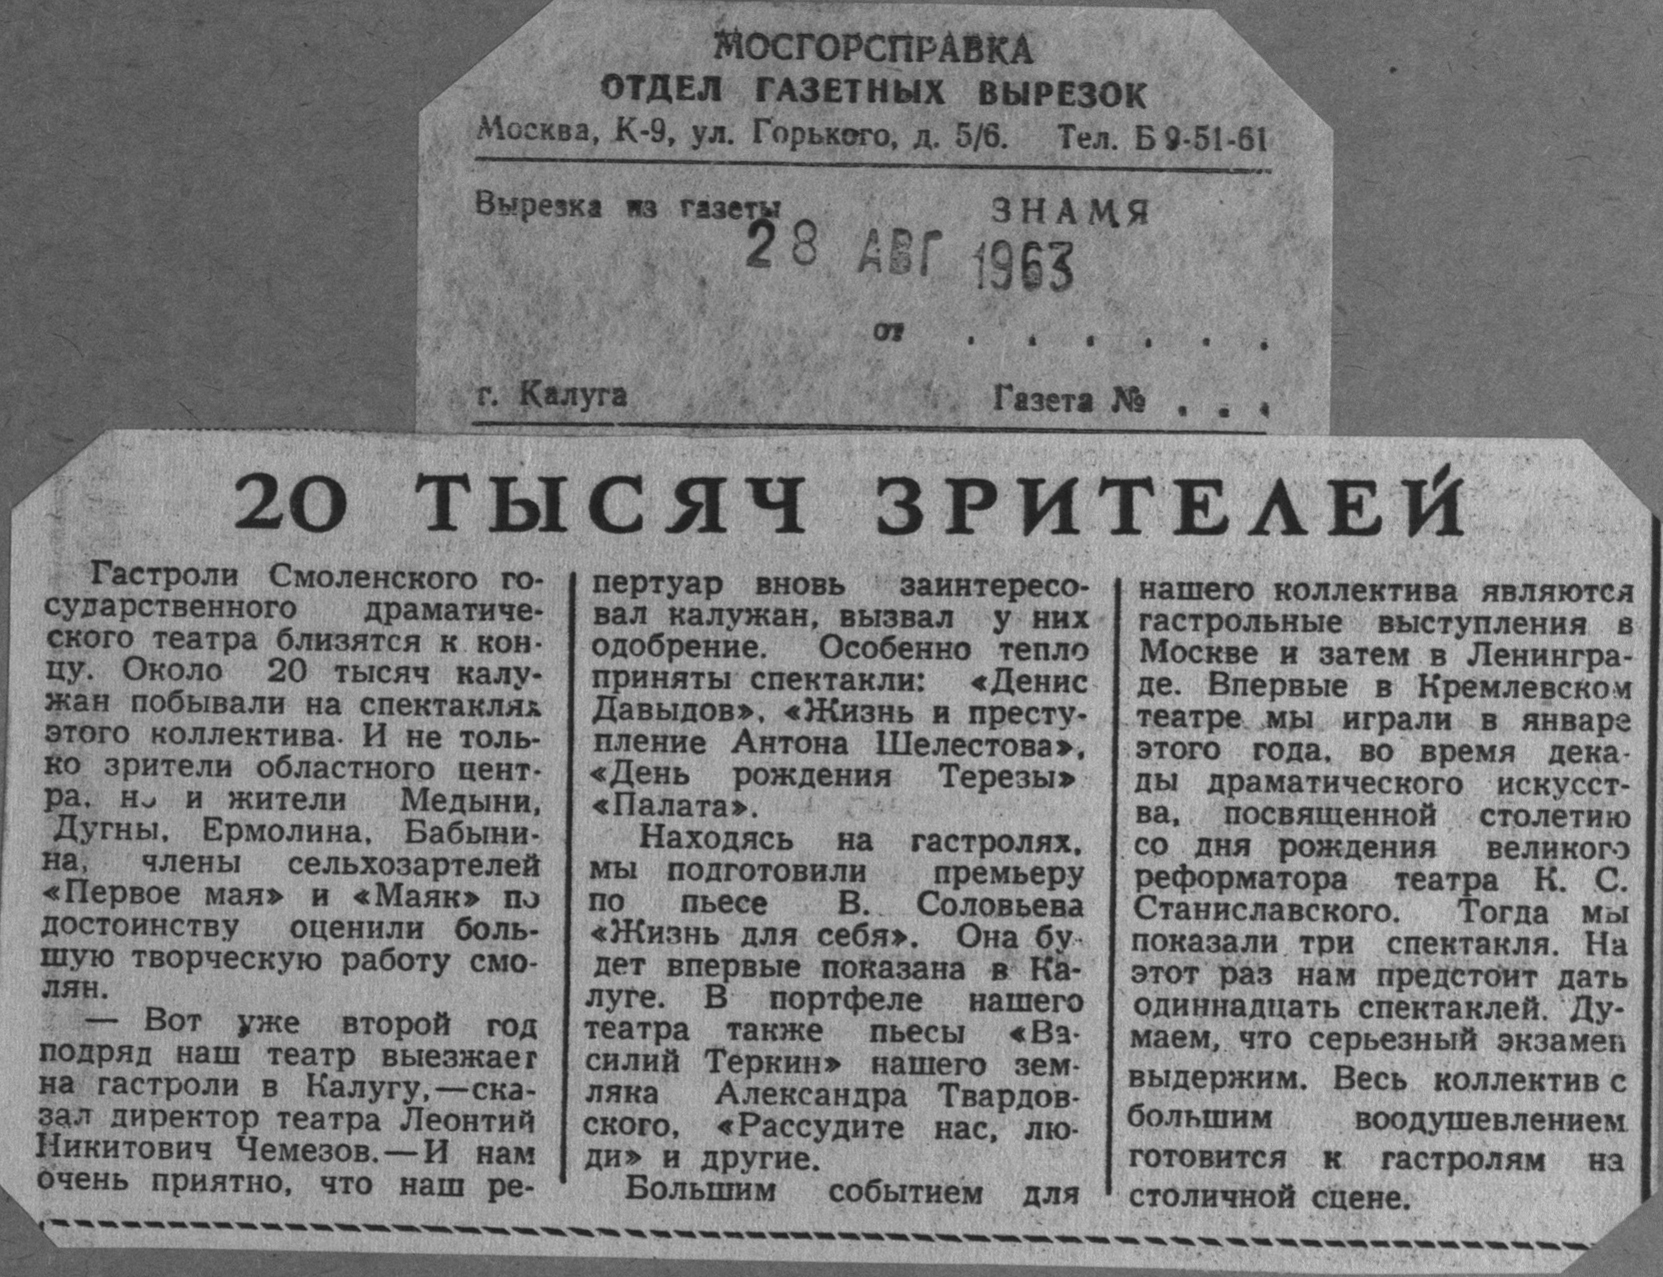 МОСГОРСПРАВКА
ОТДЕЛ ГАЗЕТНЫХ ВЫРЕЗОК
Москва, К-9, ул. Горького, д. 5/6. Тел. Б 9-51-61
Вырезка из газеты ЗНАМЯ
28 АВГ 1963
от . . . . . .
г. Калуга Газета № . . .
20 ТЫСЯЧ ЗРИТЕЛЕЙ
Гастроли Смоленского го-
сударственного драматиче-
ского театра близятся к кон-
цу. Около 20 тысяч калу-
жан побывали на спектаклях
этого коллектива. И не толь-
ко зрители областного цент-
ра, но и жители Медыни,
Дугны, Ермолина, Бабыни-
на, члены сельхозартелей
«Первое мая» и «Маяк» по
достоинству оценили боль-
шую творческую работу смо-
лян.
— Вот уже второй год
подряд наш театр выезжает
на гастроли в Калугу,—ска-
зал директор театра Леонтий
Никитович Чемезов.—И нам
очень приятно, что наш ре-
пертуар вновь заинтересо-
вал калужан, вызвал у них
одобрение. Особенно тепло
приняты спектакли: «Денис
Давыдов», «Жизнь и престу-
пление Антона Шелестова»,
«День рождения Терезы»
«Палата».
Находясь на гастролях,
мы подготовили премьеру
по пьесе В. Соловьева
«Жизнь для себя». Она бу-
дет впервые показана в Ка-
луге. В портфеле нашего
театра также пьесы «Ва-
силий Теркин» нашего зем-
ляка Александра Твардов-
ского, «Рассудите нас, лю-
ди» и другие.
Большим событием для
нашего коллектива являются
гастрольные выступления в
Москве и затем в Ленингра-
де. Впервые в Кремлевском
театре мы играли в январе
этого года, во время дека-
ды драматического искусст-
ва, посвященной столетию
со дня рождения великого
реформатора театра К. С.
Станиславского. Тогда мы
показали три спектакля. На
этот раз нам предстоит дать
одиннадцать спектаклей. Ду-
маем, что серьезный экзамен
выдержим. Весь коллектив с
большим воодушевлением
готовится к гастролям на
столичной сцене.